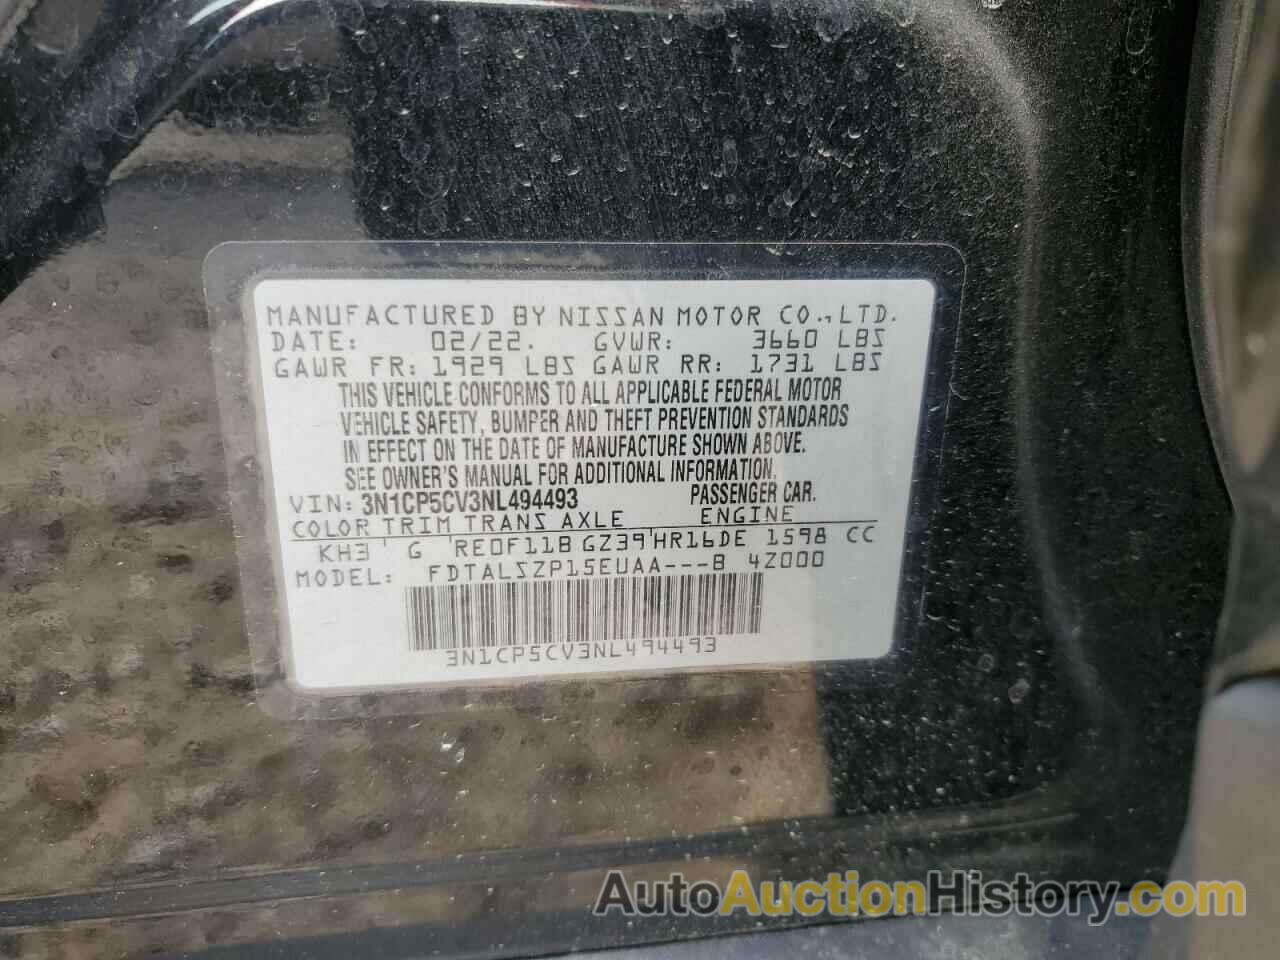 MANUFACTURED BY NISSAN MOTOR CO.,LTD.
DATE: 02/22. GVWR: 3660 LBS
GAWR FR: 1929 LBS GAWR RR: 1731 LBS
THIS VEHICLE CONFORMS TO ALL APPLICABLE FEDERAL MOTOR
VEHICLE SAFETY, BUMPER AND THEFT PREVENTION STANDARDS
IN EFFECT ON THE DATE OF MANUFACTURE SHOWN ABOVE.
SEE OWNER'S MANUAL FOR ADDITIONAL INFORMATION.
VIN: 3N1CP5CV3NL494493 PASSENGER CAR.
COLOR TRIM TRANS AXLE ENGINE
KH3 G RE0F11B GZ39 HR16DE 1598 CC
MODEL: FDTALSZP15EUAA---B 4Z000
3N1CP5CV3NL494493
AutoAuctionHistory.com